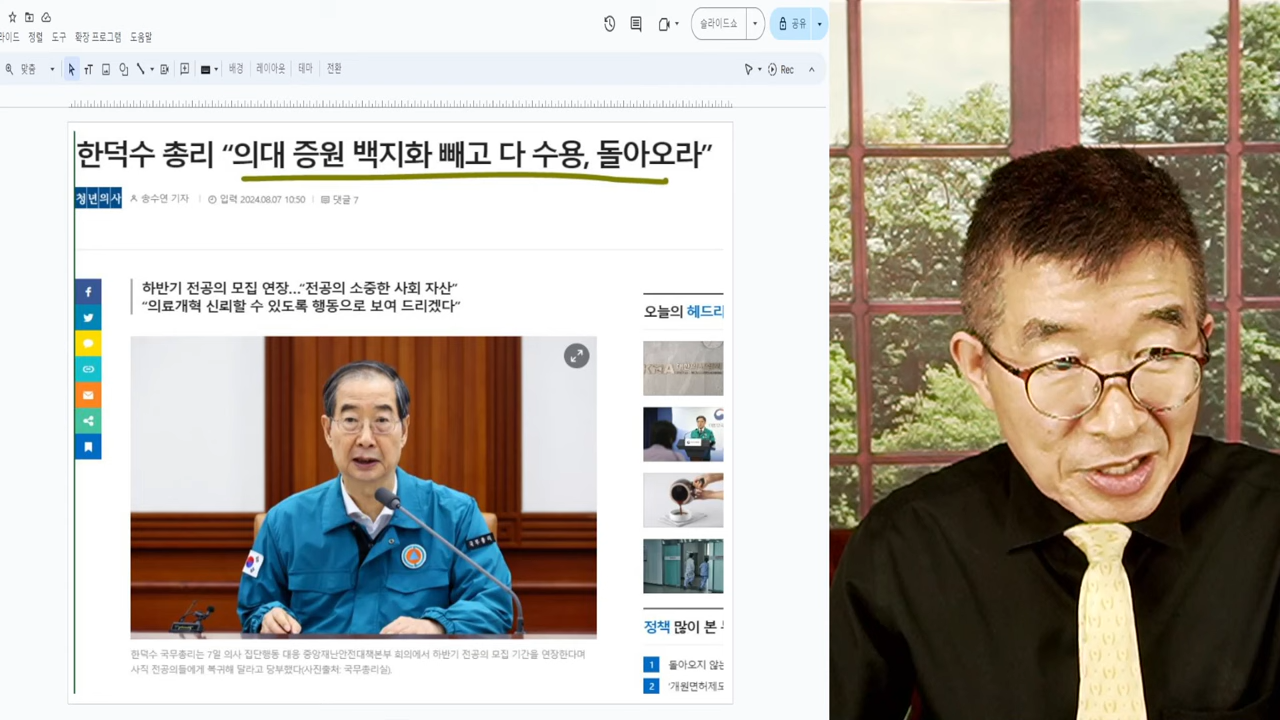 정렬 도구 확장 프로그램 도움말
슬라이드쇼
공유
맞춤
배경 레이아웃 테마 전환
Rec
한덕수 총리 “의대 증원 백지화 빼고 다 수용, 돌아오라”
청년의사 송수연 기자 입력 2024.08.07 10:50 댓글 7
하반기 전공의 모집 연장…“전공의 소중한 사회 자산”
“의료개혁 신뢰할 수 있도록 행동으로 보여 드리겠다”
오늘의 헤드라
한덕수 국무총리는 7일 의사 집단행동 대응 중앙재난안전대책본부 회의에서 하반기 전공의 모집 기간을 연장한다며
사직 전공의들에게 복귀해 달라고 당부했다(사진출처: 국무총리실).
정책 많이 본
1 돌아오지 않는
2 '개원면허제도